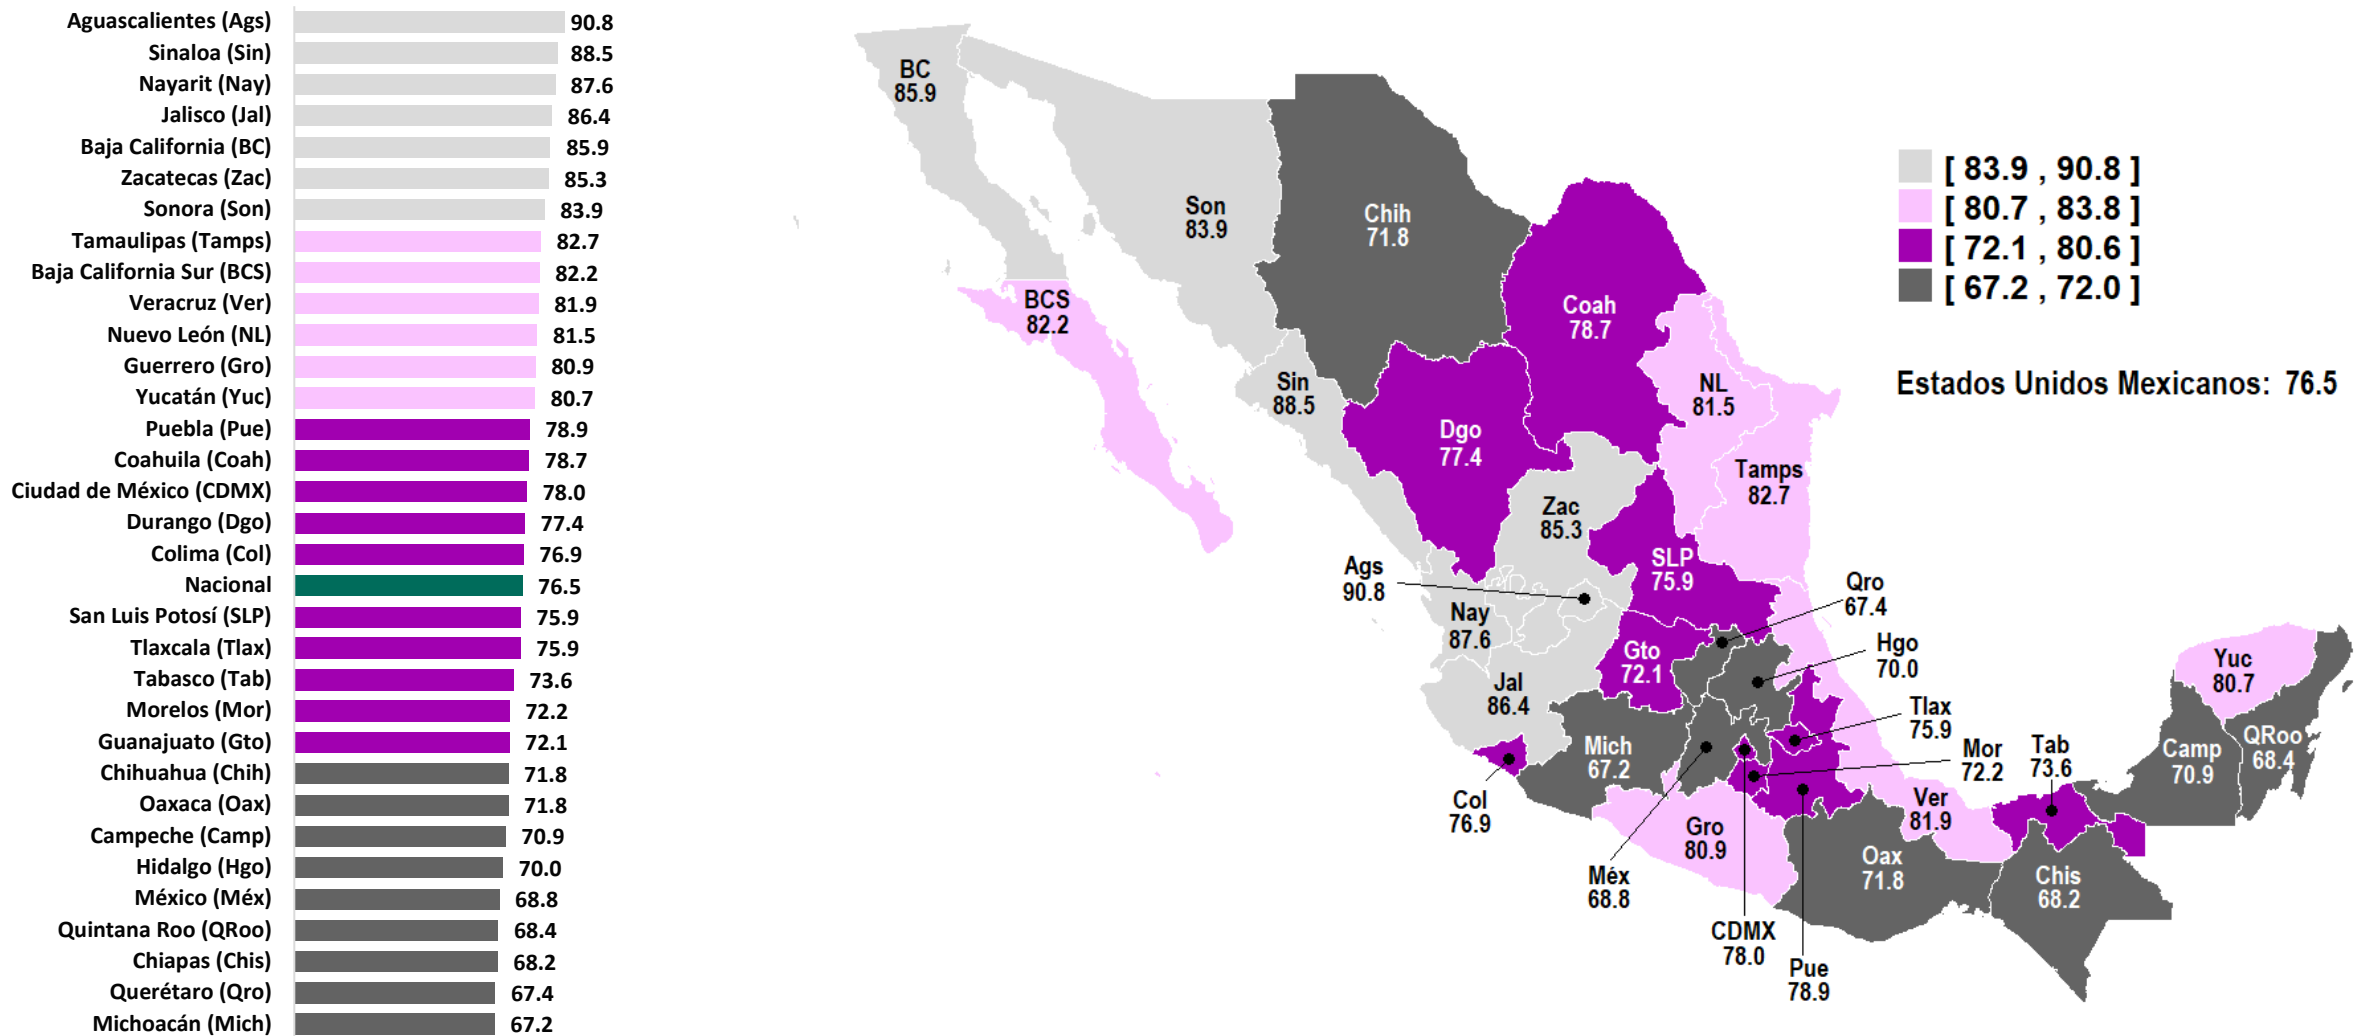 Aguascalientes (Ags) 90.8
Sinaloa (Sin) 88.5
Nayarit (Nay) 87.6
Jalisco (Jal) 86.4
Baja California (BC) 85.9
Zacatecas (Zac) 85.3
Sonora (Son) 83.9
Tamaulipas (Tamps) 82.7
Baja California Sur (BCS) 82.2
Veracruz (Ver) 81.9
Nuevo León (NL) 81.5
Guerrero (Gro) 80.9
Yucatán (Yuc) 80.7
Puebla (Pue) 78.9
Coahuila (Coah) 78.7
Ciudad de México (CDMX) 78.0
Durango (Dgo) 77.4
Colima (Col) 76.9
Nacional 76.5
San Luis Potosí (SLP) 75.9
Tlaxcala (Tlax) 75.9
Tabasco (Tab) 73.6
Morelos (Mor) 72.2
Guanajuato (Gto) 72.1
Chihuahua (Chih) 71.8
Oaxaca (Oax) 71.8
Campeche (Camp) 70.9
Hidalgo (Hgo) 70.0
México (Méx) 68.8
Quintana Roo (QRoo) 68.4
Chiapas (Chis) 68.2
Querétaro (Qro) 67.4
Michoacán (Mich) 67.2
BC
85.9
Son
83.9
Chih
71.8
BCS
82.2
Coah
78.7
Sin
88.5
NL
81.5
Dgo
77.4
Tamps
82.7
Zac
85.3
Ags
90.8
SLP
75.9
Qro
67.4
Nay
87.6
Hgo
70.0
Gto
72.1
Yuc
80.7
Jal
86.4
Tlax
75.9
Mich
67.2
Mor
72.2
Tab
73.6
Camp
70.9
QRoo
68.4
Col
76.9
Ver
81.9
Gro
80.9
Oax
71.8
Méx
68.8
Chis
68.2
CDMX
78.0
Pue
78.9
[ 83.9 , 90.8 ]
[ 80.7 , 83.8 ]
[ 72.1 , 80.6 ]
[ 67.2 , 72.0 ]
Estados Unidos Mexicanos: 76.5